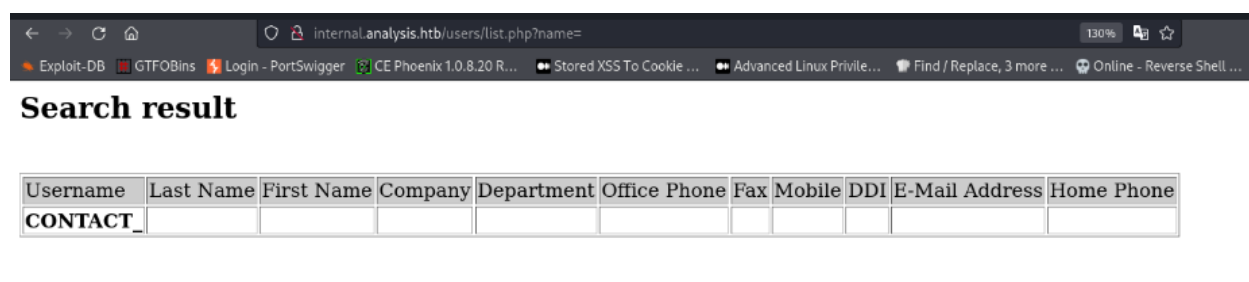 internal.analysis.htb/users/list.php?name= 130%
Exploit-DB GTFOBins Login - PortSwigger CE Phoenix 1.0.8.20 R... Stored XSS To Cookie ... Advanced Linux Privile... Find / Replace, 3 more ... Online - Reverse Shell ...
Search result
Username Last Name First Name Company Department Office Phone Fax Mobile DDI E-Mail Address Home Phone
CONTACT_